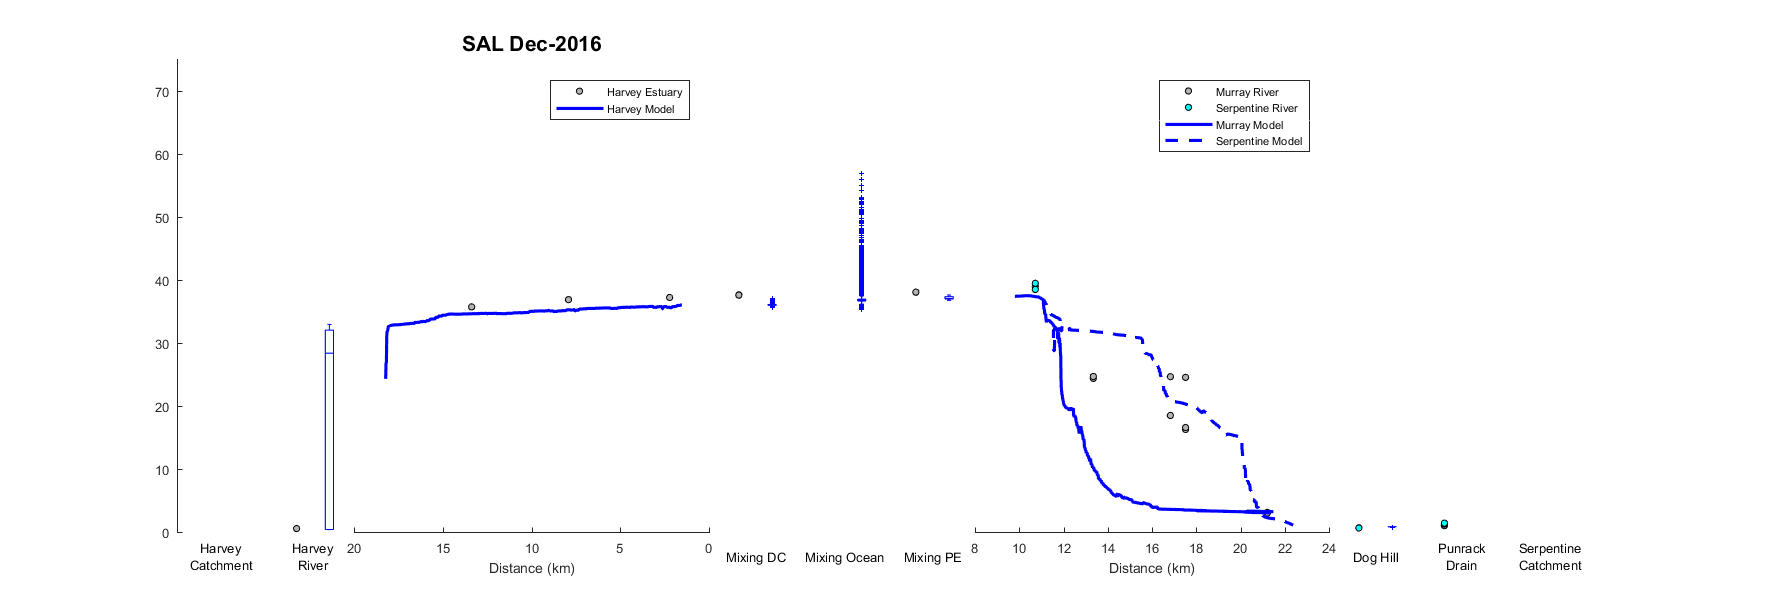 SAL Dec-2016
Harvey Estuary
Harvey Model
Murray River
Serpentine River
Murray Model
Serpentine Model
70
60
50
40
30
20
10
0
20 15 10 5 0
8 10 12 14 16 18 20 22 24
Harvey Catchment
Harvey River
Distance (km)
Mixing DC
Mixing Ocean
Mixing PE
Distance (km)
Dog Hill
Punrack Drain
Serpentine Catchment